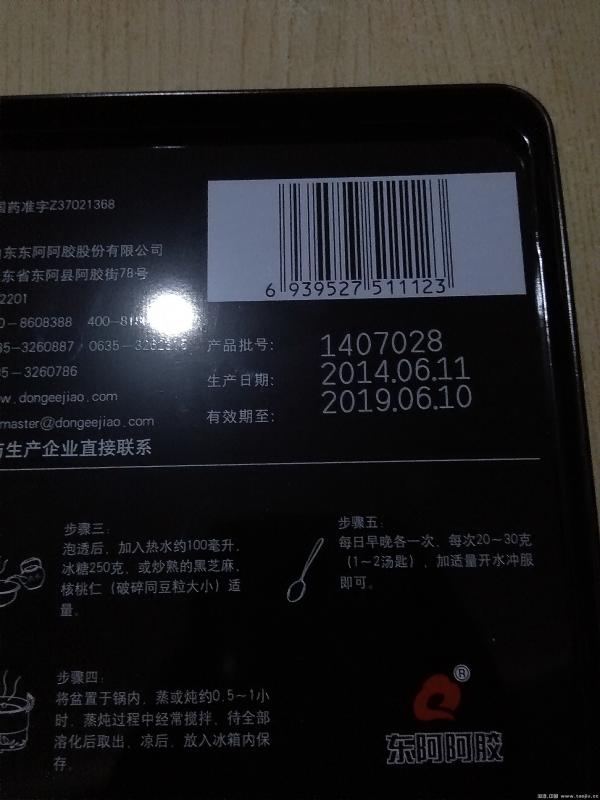 国药准字Z37021368
山东东阿阿胶股份有限公司
东省东阿县阿胶街78号
2201
0-8608388 400-818
35-3260887 / 0635-326
35-3260786
w.dongeejiao.com
master@dongeejiao.com
与生产企业直接联系
6 939527 511123
产品批号: 1407028
生产日期: 2014.06.11
有效期至: 2019.06.10
步骤三:
泡透后, 加入热水约100毫升,
冰糖250克, 或炒熟的黑芝麻,
核桃仁 (破碎同豆粒大小) 适
量。
步骤四:
将盆置于锅内, 蒸或炖约0.5~1小
时, 蒸炖过程中经常搅拌, 待全部
溶化后取出, 凉后, 放入冰箱内保
存。
步骤五:
每日早晚各一次, 每次20~30克
(1~2汤匙), 加适量开水冲服
即可。
®
东阿阿胶